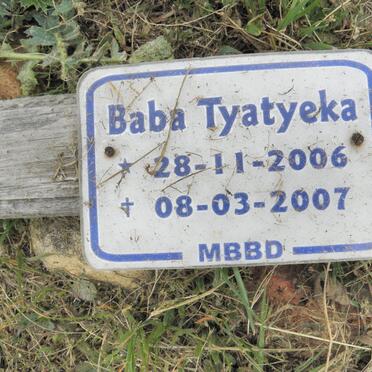 Baba Tyatyeka
★ 28-11-2006
✝ 08-03-2007
MBBD